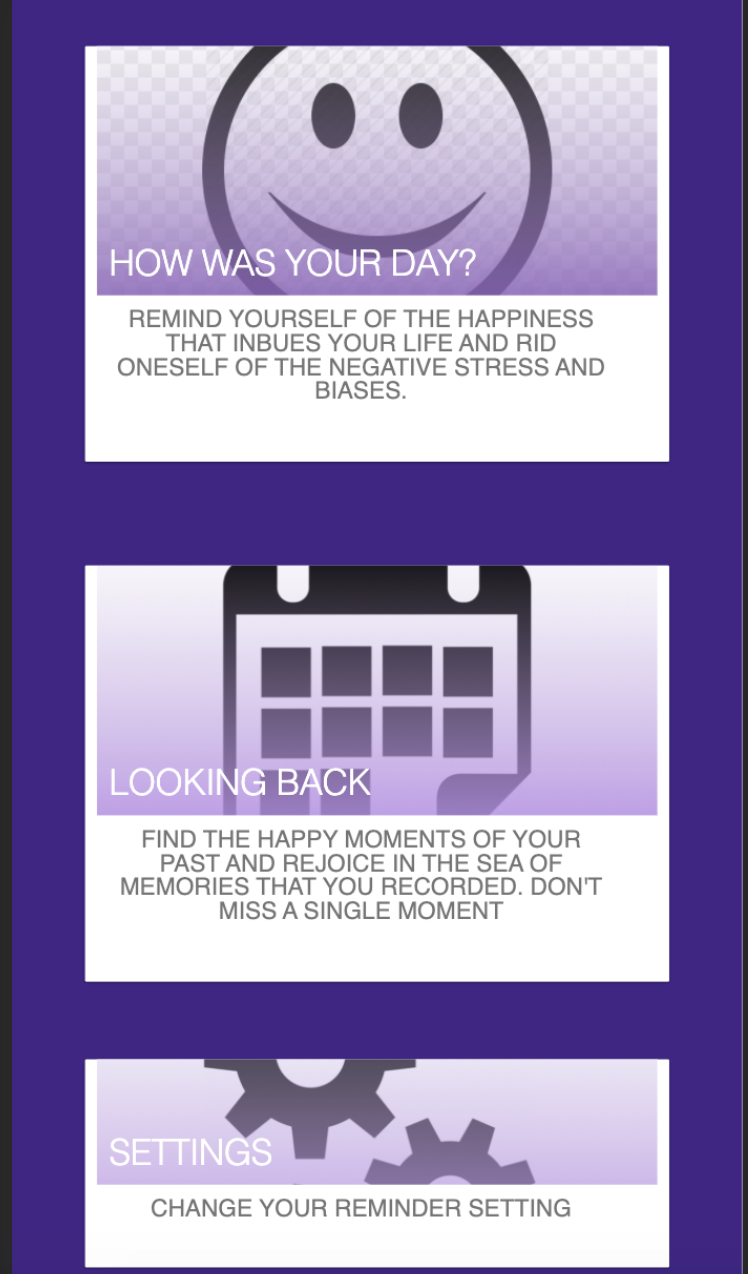 HOW WAS YOUR DAY?
REMIND YOURSELF OF THE HAPPINESS
THAT INBUES YOUR LIFE AND RID
ONESELF OF THE NEGATIVE STRESS AND
BIASES.
LOOKING BACK
FIND THE HAPPY MOMENTS OF YOUR
PAST AND REJOICE IN THE SEA OF
MEMORIES THAT YOU RECORDED. DON'T
MISS A SINGLE MOMENT
SETTINGS
CHANGE YOUR REMINDER SETTING